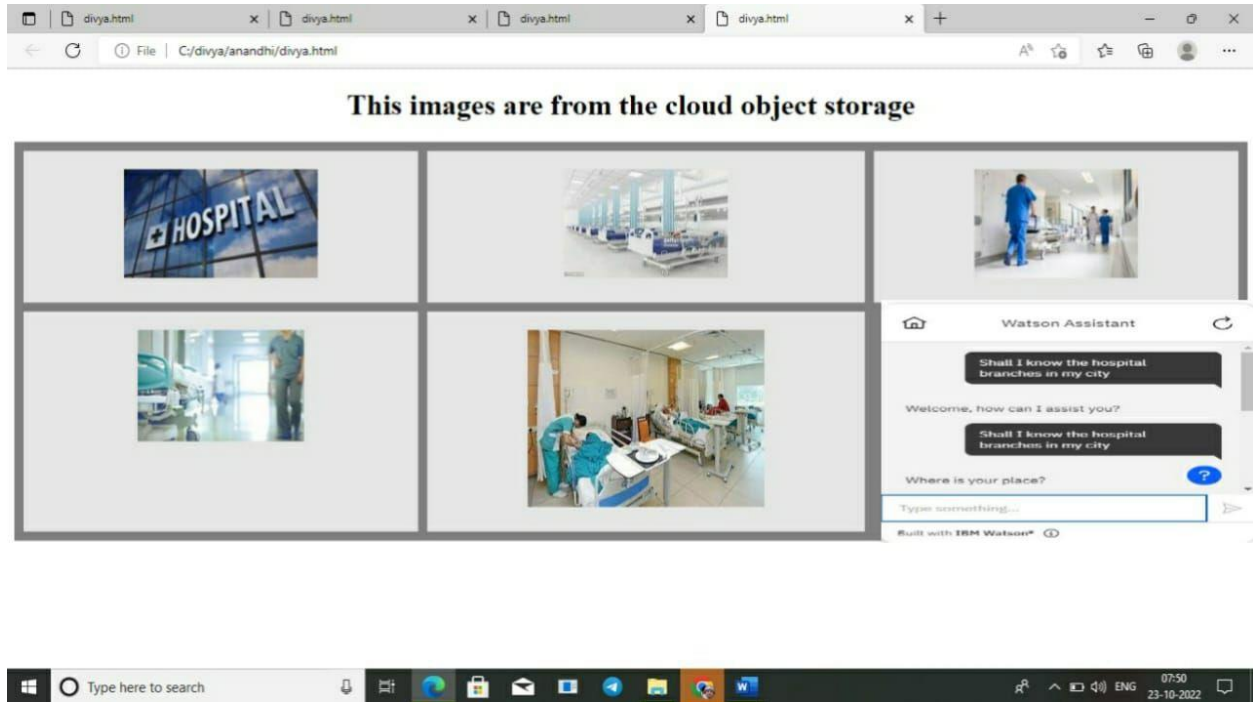 divya.html
divya.html
divya.html
divya.html
File | C:/divya/anandhi/divya.html
This images are from the cloud object storage
HOSPITAL
Watson Assistant
Shall I know the hospital
branches in my city
Welcome, how can I assist you?
Shall I know the hospital
branches in my city
Where is your place?
?
Type something...
Built with IBM Watson®
Type here to search
ENG
07:50
23-10-2022